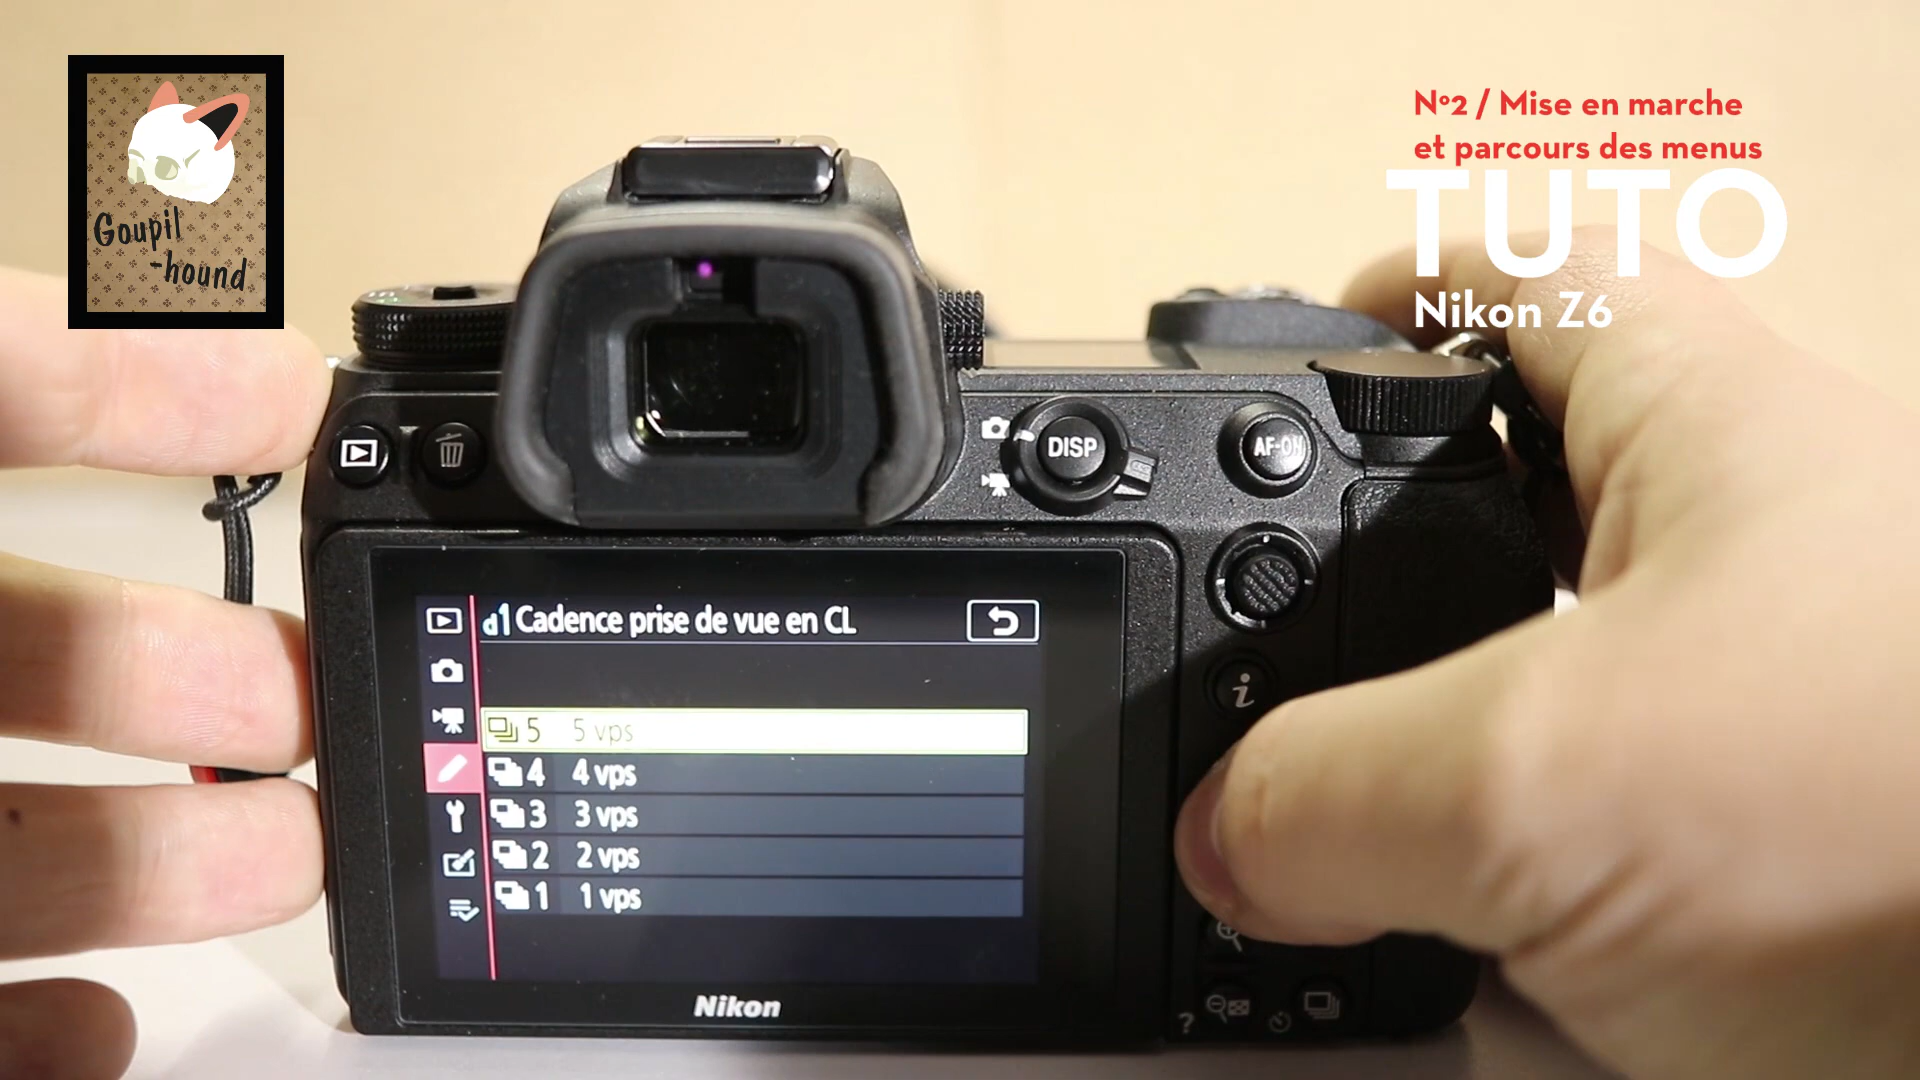 Goupil
-hound
N°2 / Mise en marche
et parcours des menus
TUTO
Nikon Z6
DISP
AF-ON
i
d1 Cadence prise de vue en CL
5 5 vps
4 4 vps
3 3 vps
2 2 vps
1 1 vps
Nikon
?